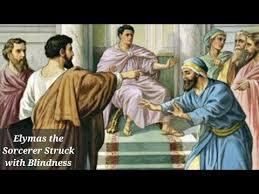 Elymas the
Sorcerer Struck
with Blindness